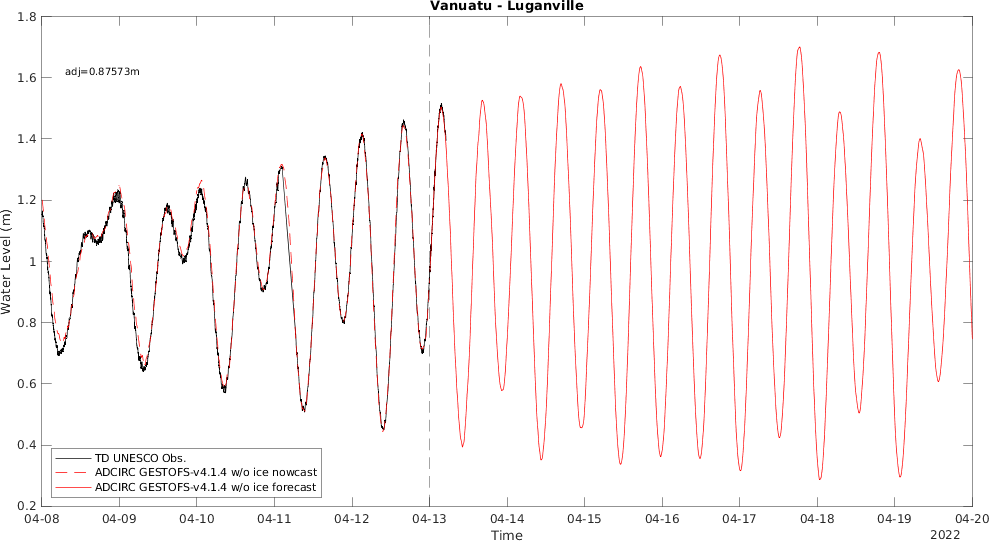 Vanuatu - Luganville
1.8
1.6
1.4
1.2
1
0.8
0.6
0.4
0.2
Water Level (m)
adj=0.87573m
TD UNESCO Obs.
ADCIRC GESTOFS-v4.1.4 w/o ice nowcast
ADCIRC GESTOFS-v4.1.4 w/o ice forecast
04-08 04-09 04-10 04-11 04-12 04-13 04-14 04-15 04-16 04-17 04-18 04-19 04-20
Time
2022